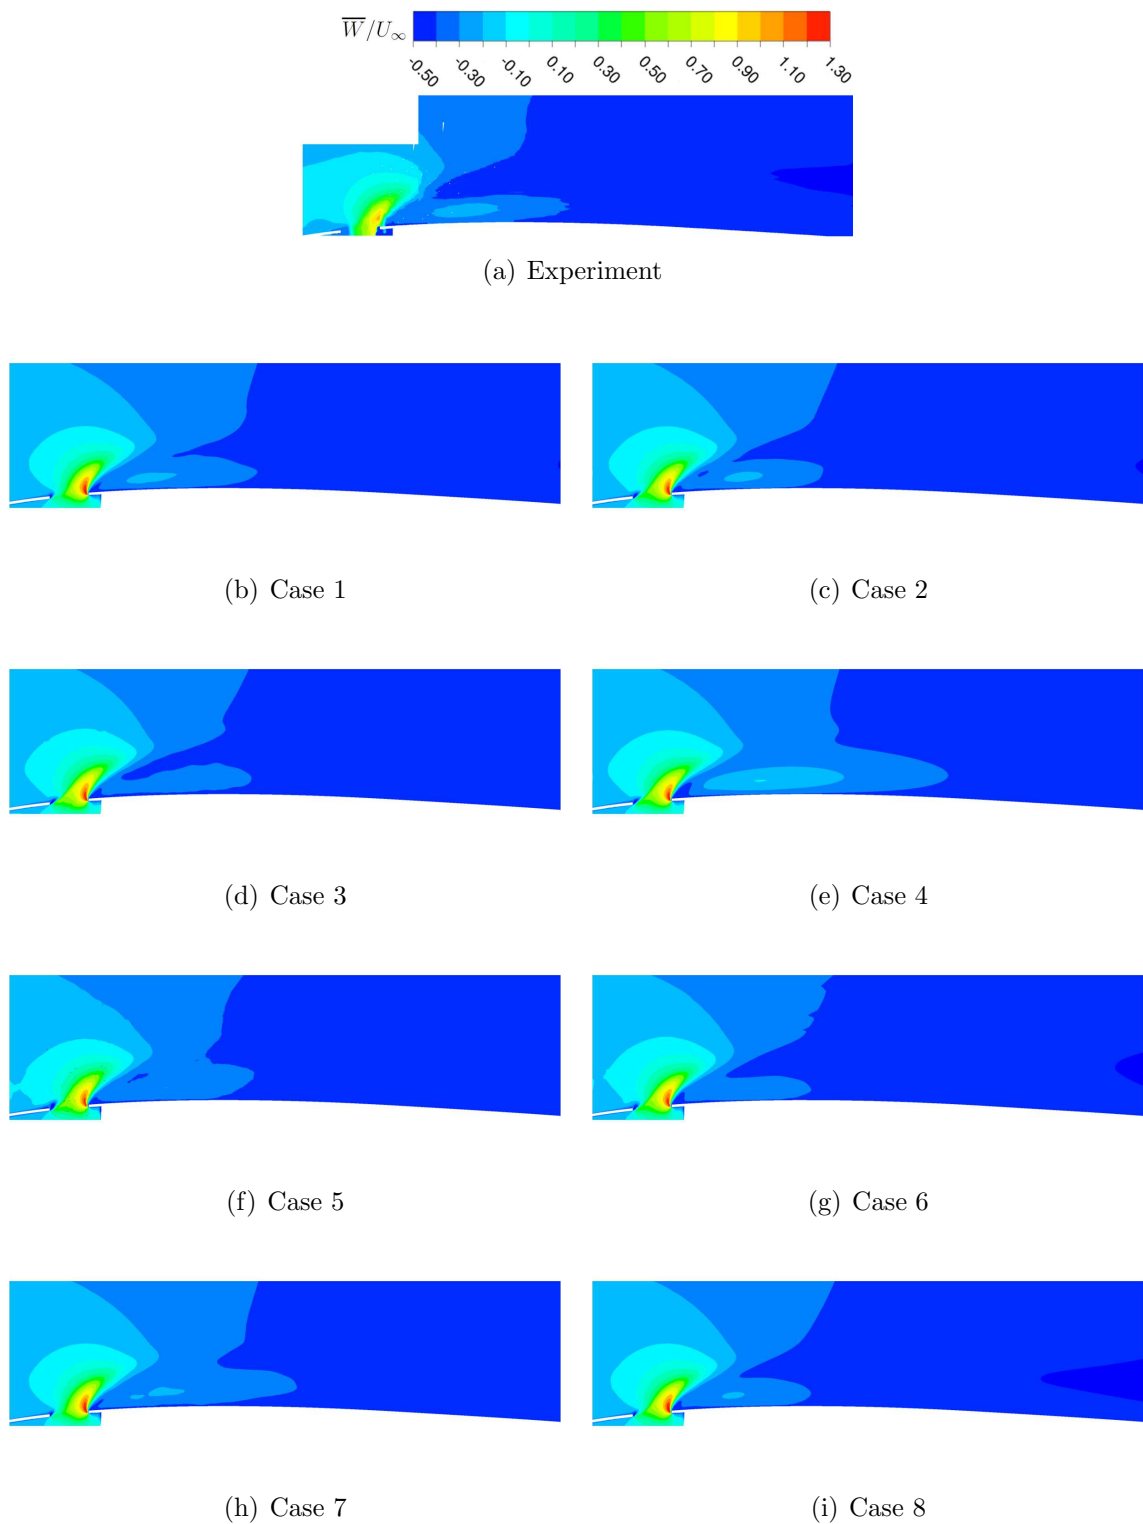 W̅/U∞
-0.50 -0.30 -0.10 0.10 0.30 0.50 0.70 0.90 1.10 1.30
(a) Experiment
(b) Case 1
(c) Case 2
(d) Case 3
(e) Case 4
(f) Case 5
(g) Case 6
(h) Case 7
(i) Case 8